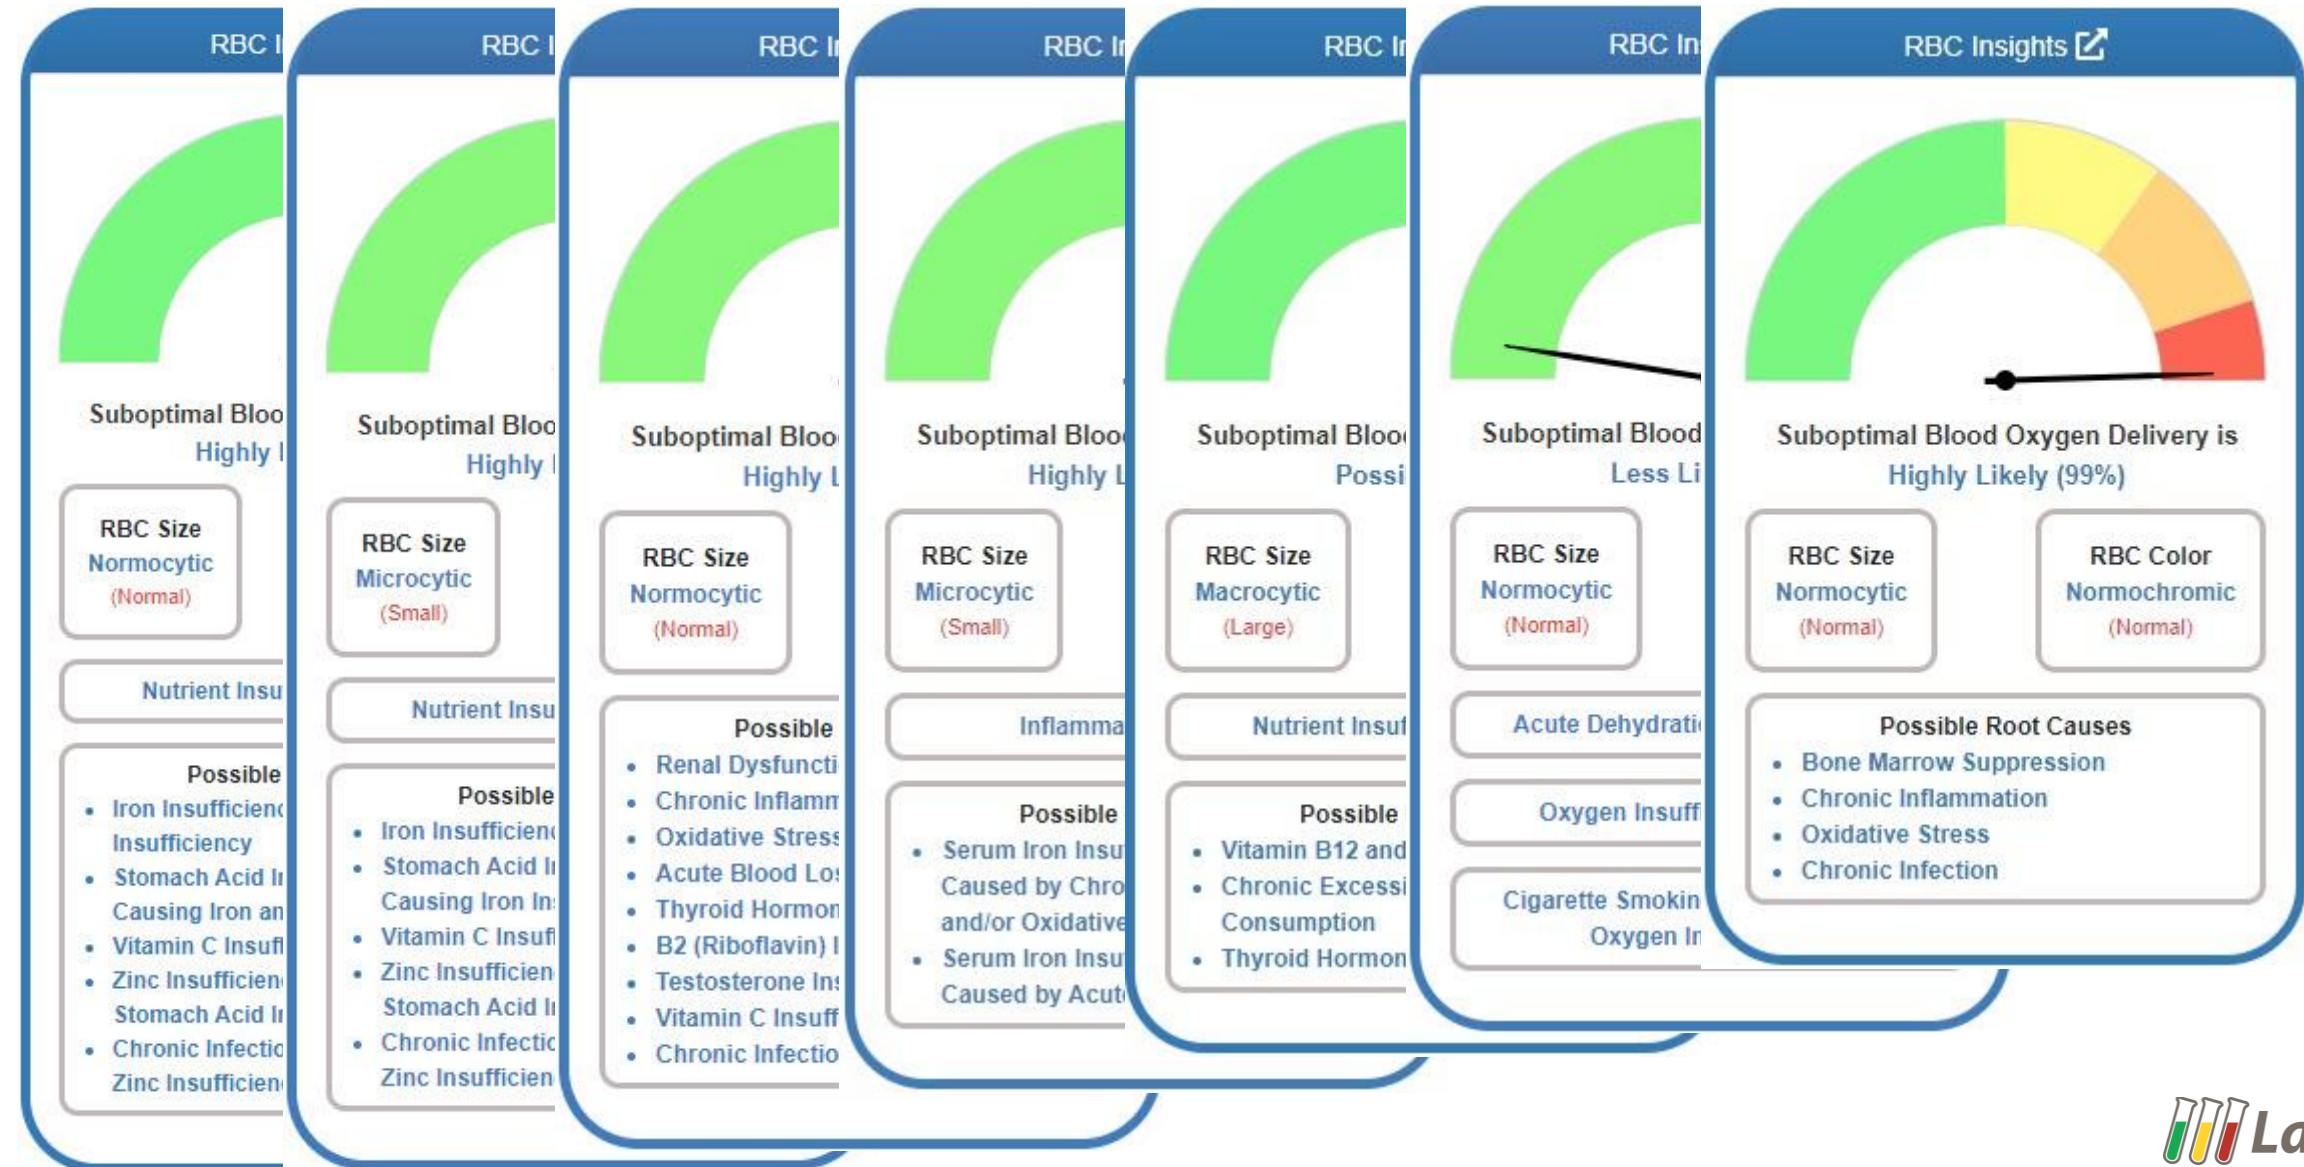 RBC I
Suboptimal Bloo
Highly
RBC Size
Normocytic
(Normal)
Nutrient Insu
Possible
• Iron Insufficienc
Insufficiency
• Stomach Acid I
Causing Iron an
• Vitamin C Insuf
• Zinc Insufficien
Stomach Acid I
• Chronic Infectio
Zinc Insufficien
RBC I
Suboptimal Bloo
Highly
RBC Size
Microcytic
(Small)
Nutrient Insu
Possible
• Iron Insufficienc
• Stomach Acid I
Causing Iron In
• Vitamin C Insuf
• Zinc Insufficien
Stomach Acid I
• Chronic Infectio
Zinc Insufficien
RBC I
Suboptimal Bloo
Highly L
RBC Size
Normocytic
(Normal)
Possible
• Renal Dysfuncti
• Chronic Inflamm
• Oxidative Stress
• Acute Blood Los
• Thyroid Hormon
• B2 (Riboflavin) I
• Testosterone Ins
• Vitamin C Insuff
• Chronic Infectio
RBC I
Suboptimal Bloo
Highly L
RBC Size
Microcytic
(Small)
Inflamma
Possible
• Serum Iron Insu
Caused by Chro
and/or Oxidative
• Serum Iron Insu
Caused by Acut
RBC I
Suboptimal Bloo
Possi
RBC Size
Macrocytic
(Large)
Nutrient Insuf
Possible
• Vitamin B12 and
• Chronic Excessi
Consumption
• Thyroid Hormon
RBC In
Suboptimal Blood
Less Li
RBC Size
Normocytic
(Normal)
Acute Dehydrati
Oxygen Insuff
Cigarette Smokin
Oxygen In
RBC Insights
Suboptimal Blood Oxygen Delivery is
Highly Likely (99%)
RBC Size
Normocytic
(Normal)
RBC Color
Normochromic
(Normal)
Possible Root Causes
• Bone Marrow Suppression
• Chronic Inflammation
• Oxidative Stress
• Chronic Infection
La